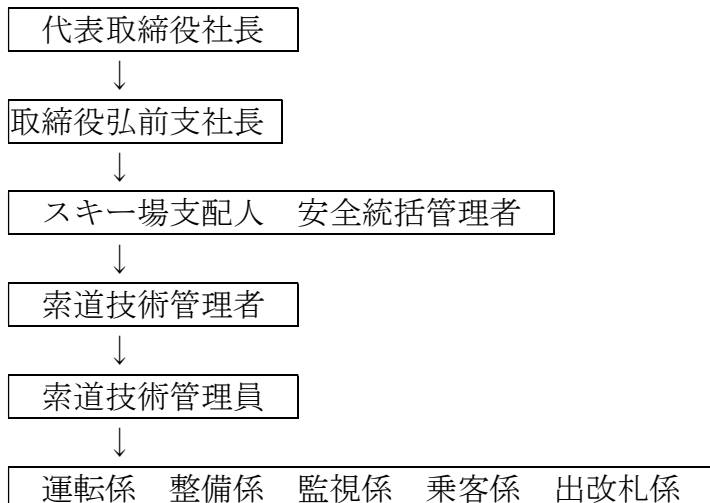 代表取締役社長
↓
取締役弘前支社長
↓
スキー場支配人　安全統括管理者
↓
索道技術管理者
↓
索道技術管理員
↓
運転係　整備係　監視係　乗客係　出改札係